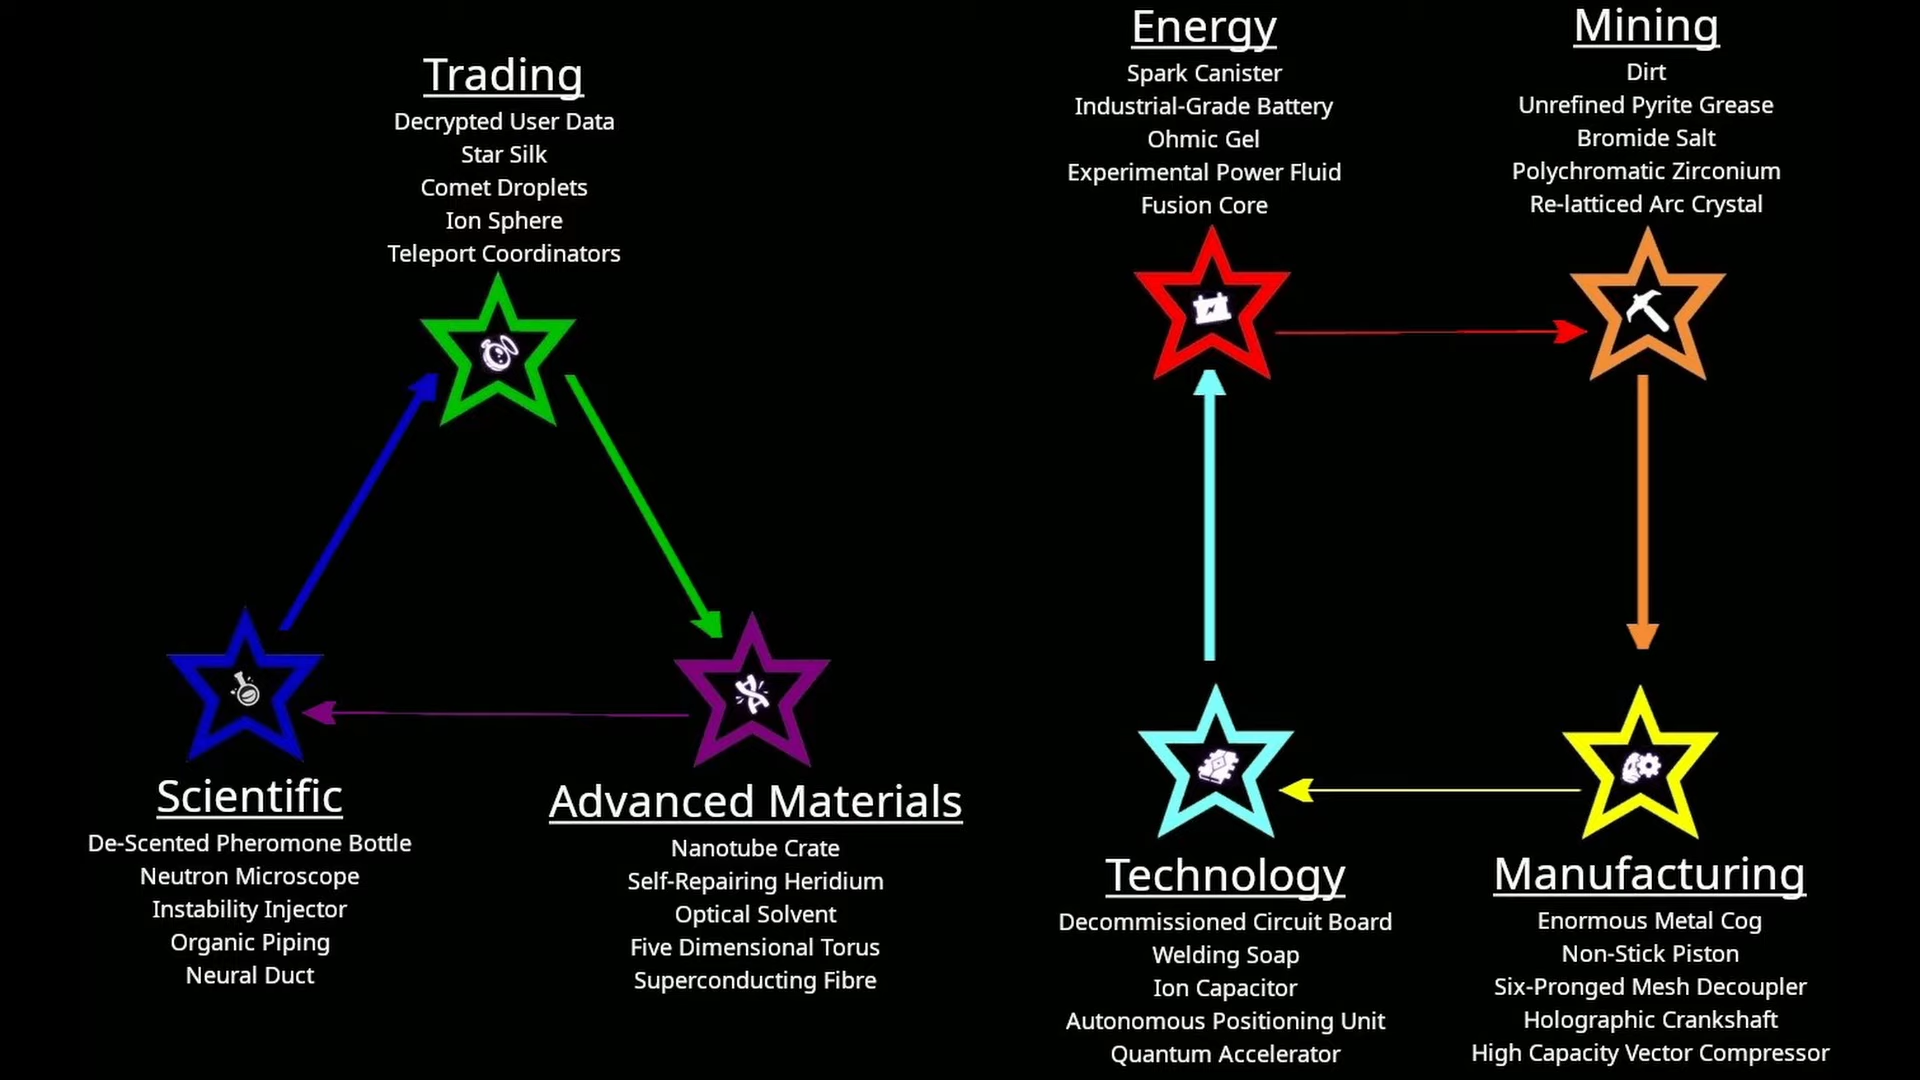 Trading
Decrypted User Data
Star Silk
Comet Droplets
Ion Sphere
Teleport Coordinators
Energy
Spark Canister
Industrial-Grade Battery
Ohmic Gel
Experimental Power Fluid
Fusion Core
Mining
Dirt
Unrefined Pyrite Grease
Bromide Salt
Polychromatic Zirconium
Re-latticed Arc Crystal
Scientific
De-Scented Pheromone Bottle
Neutron Microscope
Instability Injector
Organic Piping
Neural Duct
Advanced Materials
Nanotube Crate
Self-Repairing Heridium
Optical Solvent
Five Dimensional Torus
Superconducting Fibre
Technology
Decommissioned Circuit Board
Welding Soap
Ion Capacitor
Autonomous Positioning Unit
Quantum Accelerator
Manufacturing
Enormous Metal Cog
Non-Stick Piston
Six-Pronged Mesh Decoupler
Holographic Crankshaft
High Capacity Vector Compressor